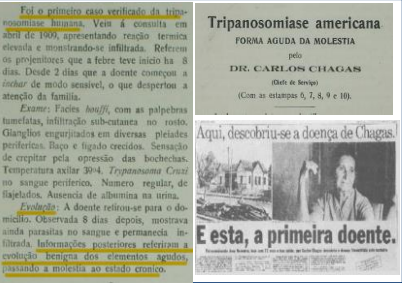 Foi o primeiro caso verificado da tripa-
nosomiase humana. Veiu á consulta em
abril de 1909, apresentando reação termica
elevada e monstrando-se infiltrada. Referem
os projenitores que a febre teve inicio ha 8
dias. Desde 2 dias que a doente começou a
inchar de modo sensivel, o que despertou a
atenção da familia.
Exame: Facies bouffi, com as palpebras
tumefatas, infiltração sub-cutanea no rosto.
Ganglios engurjitados em diversas pleiades
perifericas. Baço e figado crecidos. Sensação
de crepitar pela opressão das bochechas.
Temperatura axilar 39º4. Trypanosoma Cruzi
no sangue periferico. Numero regular, de
flajelados. Ausencia de albumina na urina.
Evolução: A doente retirou-se para o do-
micilio. Observada 8 dias depois, mostrava
ainda parasitas no sangue e permanecia in-
filtrada. Informações posteriores referiram a
evolução benigna dos elementos agudos,
passando a molestia ao estado cronico.
Tripanosomiase americana
FORMA AGUDA DA MOLESTIA
pelo
DR. CARLOS CHAGAS
(Chefe de Serviço)
(Com as estampas 6, 7, 8, 9 e 10).
Aqui, descobriu-se a doença de Chagas.
E esta, a primeira doente.